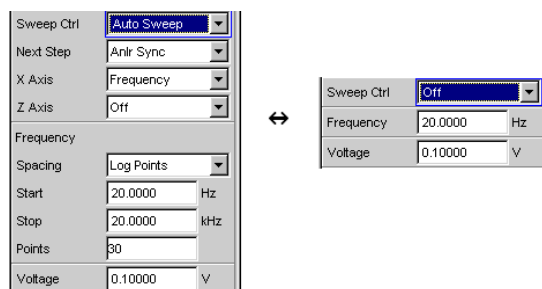 Sweep Ctrl Auto Sweep
Next Step Anlr Sync
X Axis Frequency
Z Axis Off
Frequency
Spacing Log Points
Start 20.0000 Hz
Stop 20.0000 kHz
Points 30
Voltage 0.10000 V
⇔
Sweep Ctrl Off
Frequency 20.0000 Hz
Voltage 0.10000 V